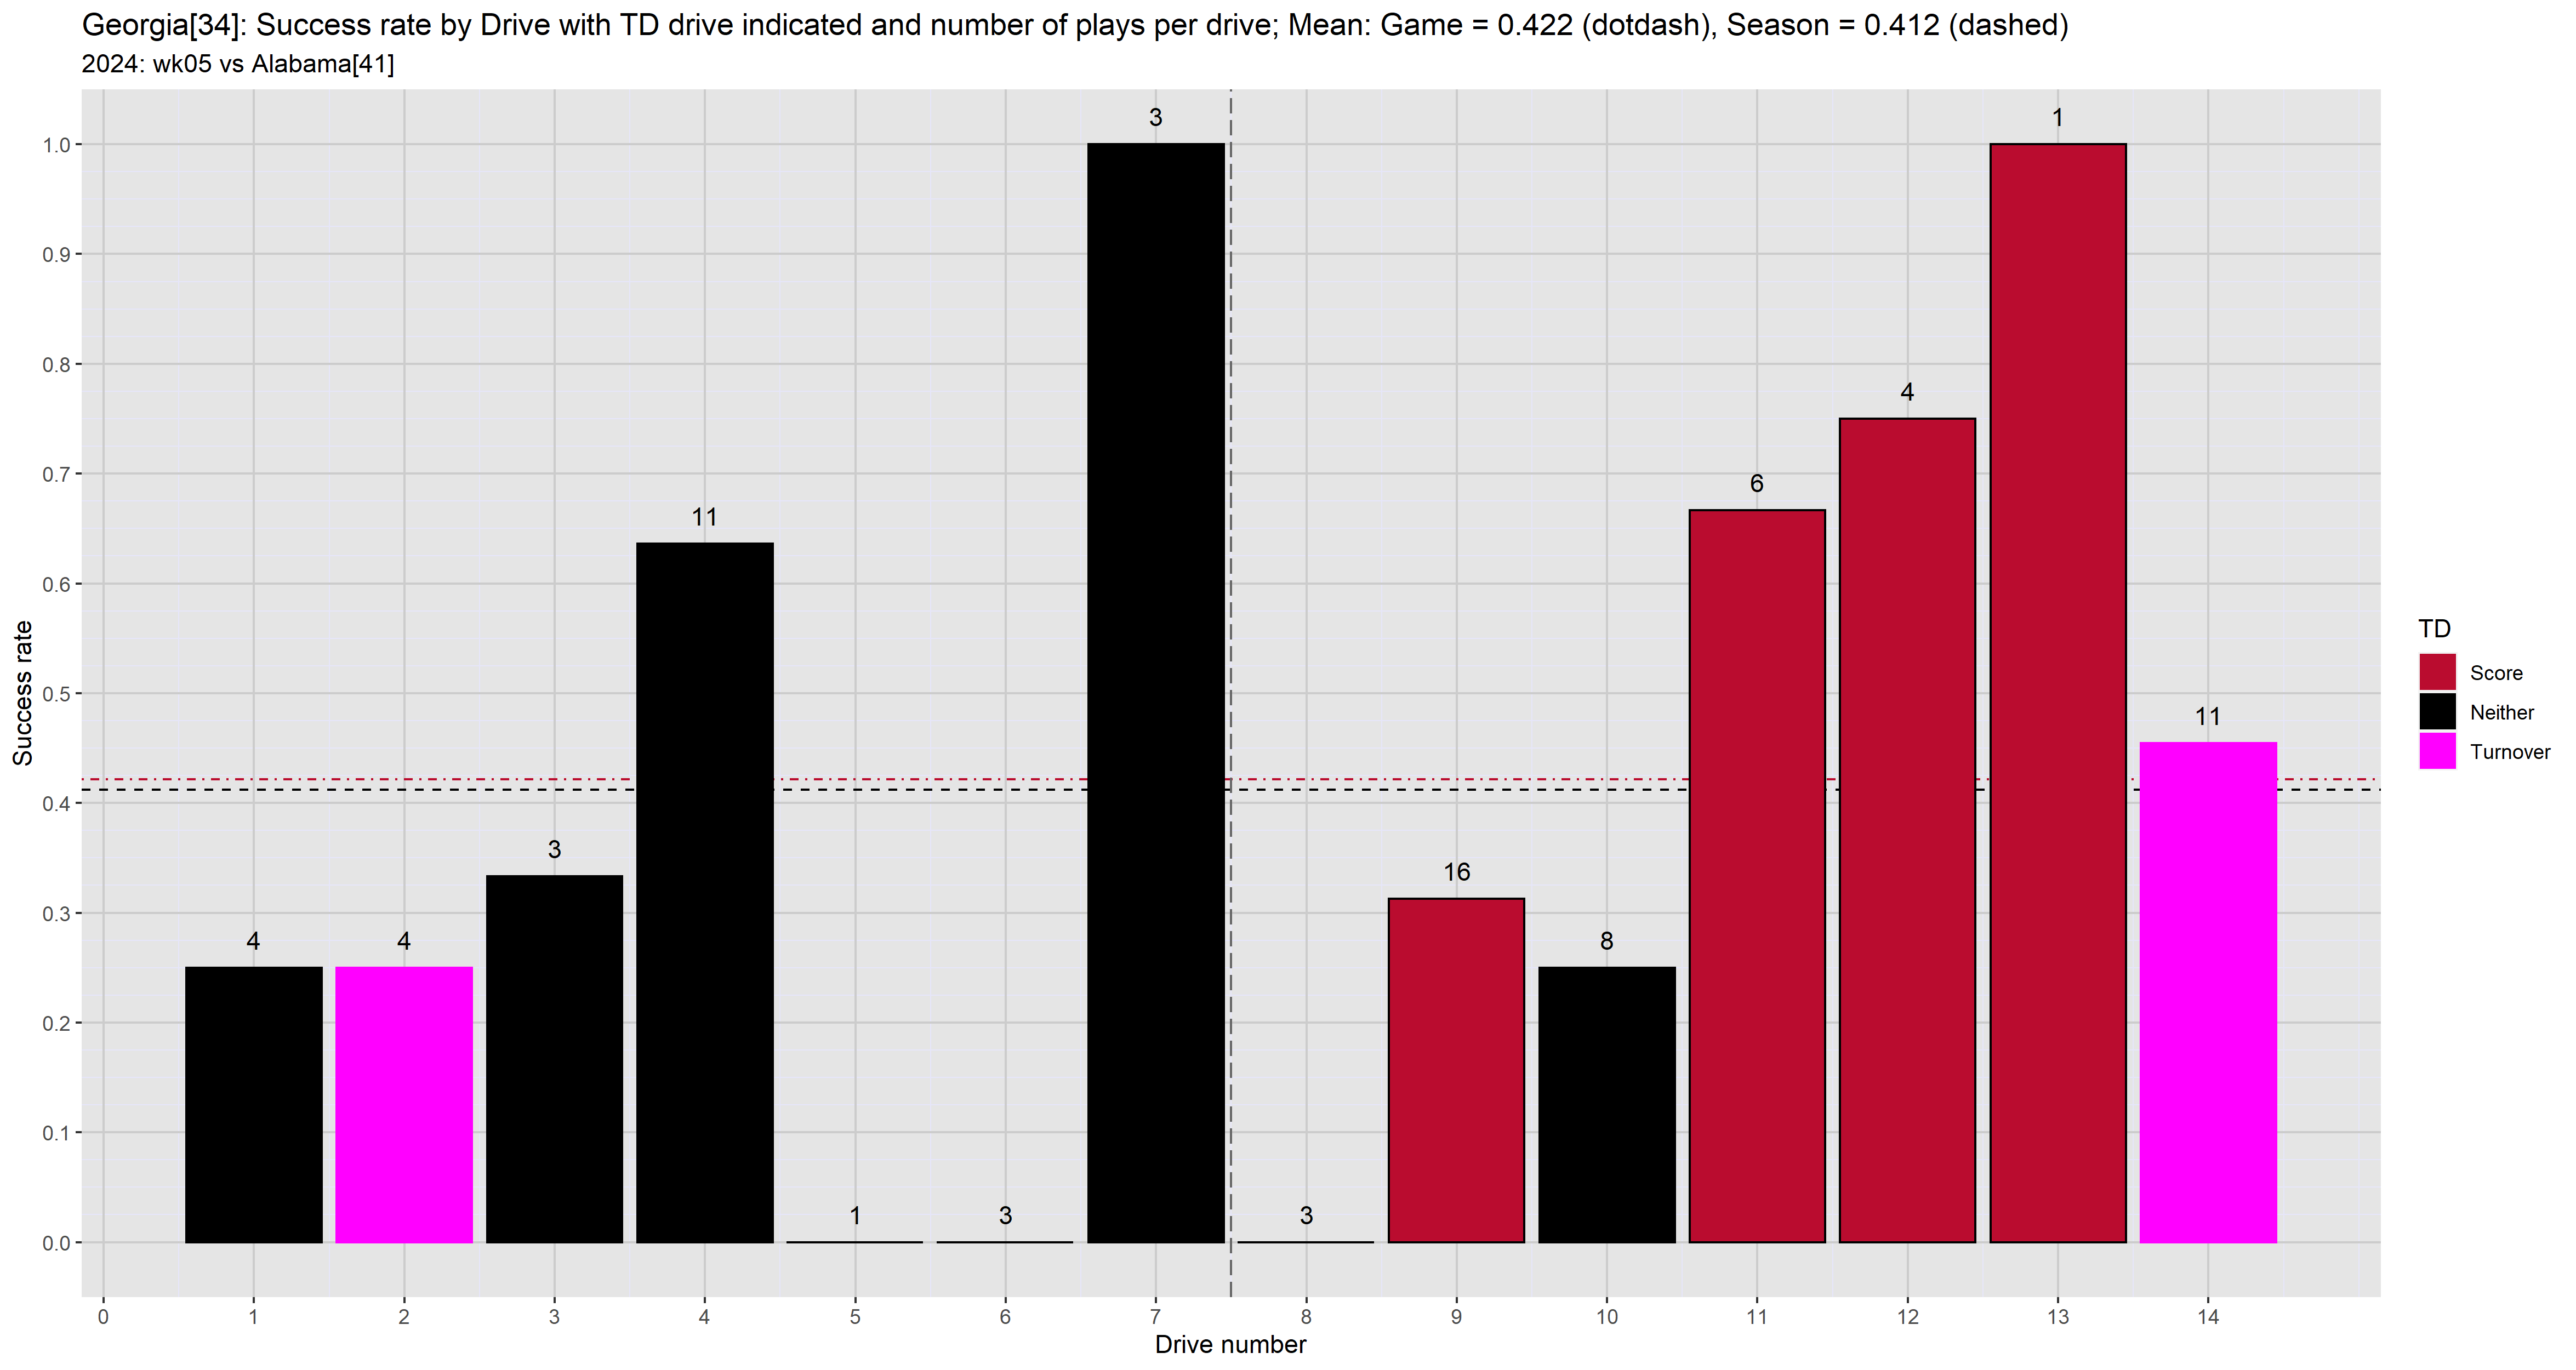 Georgia[34]: Success rate by Drive with TD drive indicated and number of plays per drive; Mean: Game = 0.422 (dotdash), Season = 0.412 (dashed)
2024: wk05 vs Alabama[41]
Success rate
1.0
0.9
0.8
0.7
0.6
0.5
0.4
0.3
0.2
0.1
0.0
4
4
3
11
1
3
3
3
16
8
6
4
1
11
0 1 2 3 4 5 6 7 8 9 10 11 12 13 14
Drive number
TD
Score
Neither
Turnover